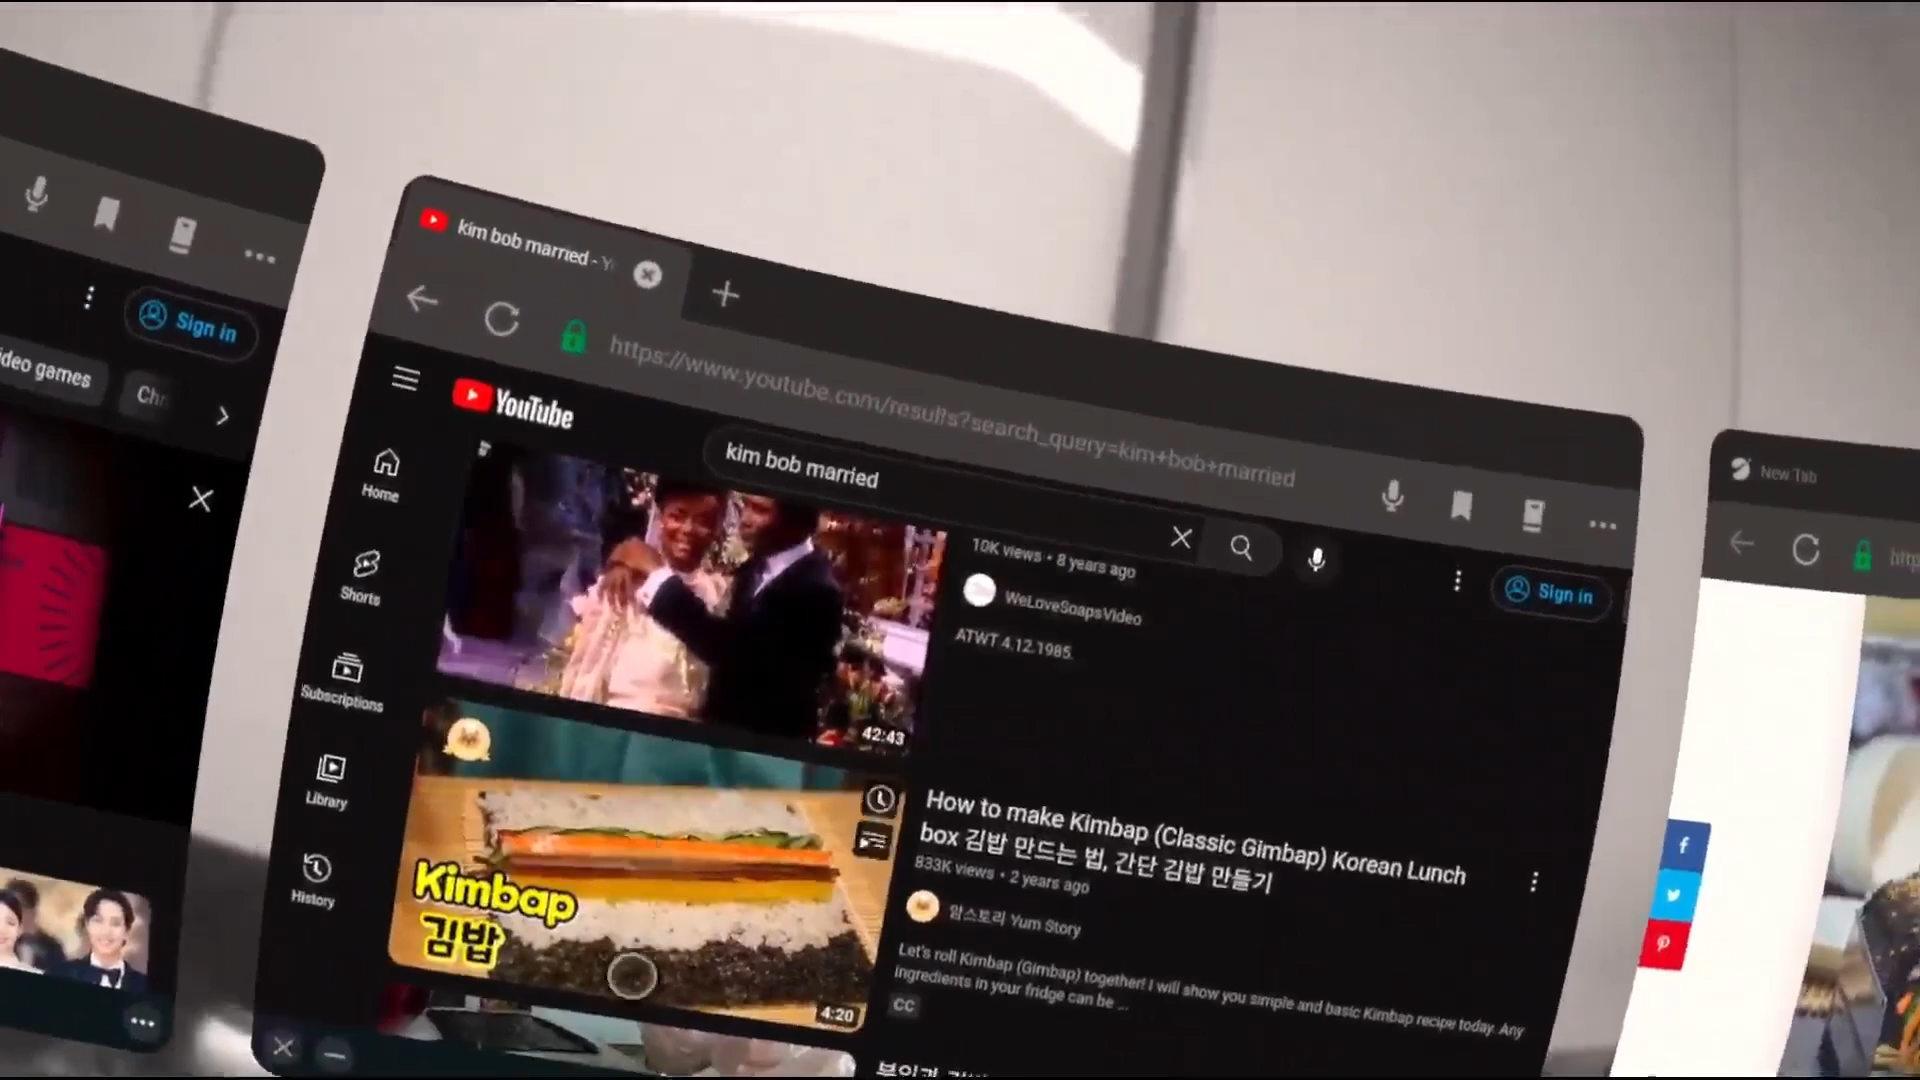 Sign in
ideo games
kim bob married - Y
https://www.youtube.com/results?search_query=kim+bob+married
YouTube
kim bob married
Sign in
Home
Shorts
Subscriptions
Library
History
10K views • 8 years ago
WeLoveSoapsVideo
ATWT 4.12.1985.
42:43
Kimbap
김밥
4:20
How to make Kimbap (Classic Gimbap) Korean Lunch
box 김밥 만드는 법, 간단 김밥 만들기
833K views • 2 years ago
얌스토리 Yum Story
Let's roll Kimbap (Gimbap) together! I will show you simple and basic Kimbap recipe today. Any
ingredients in your fridge can be ...
CC
New Tab